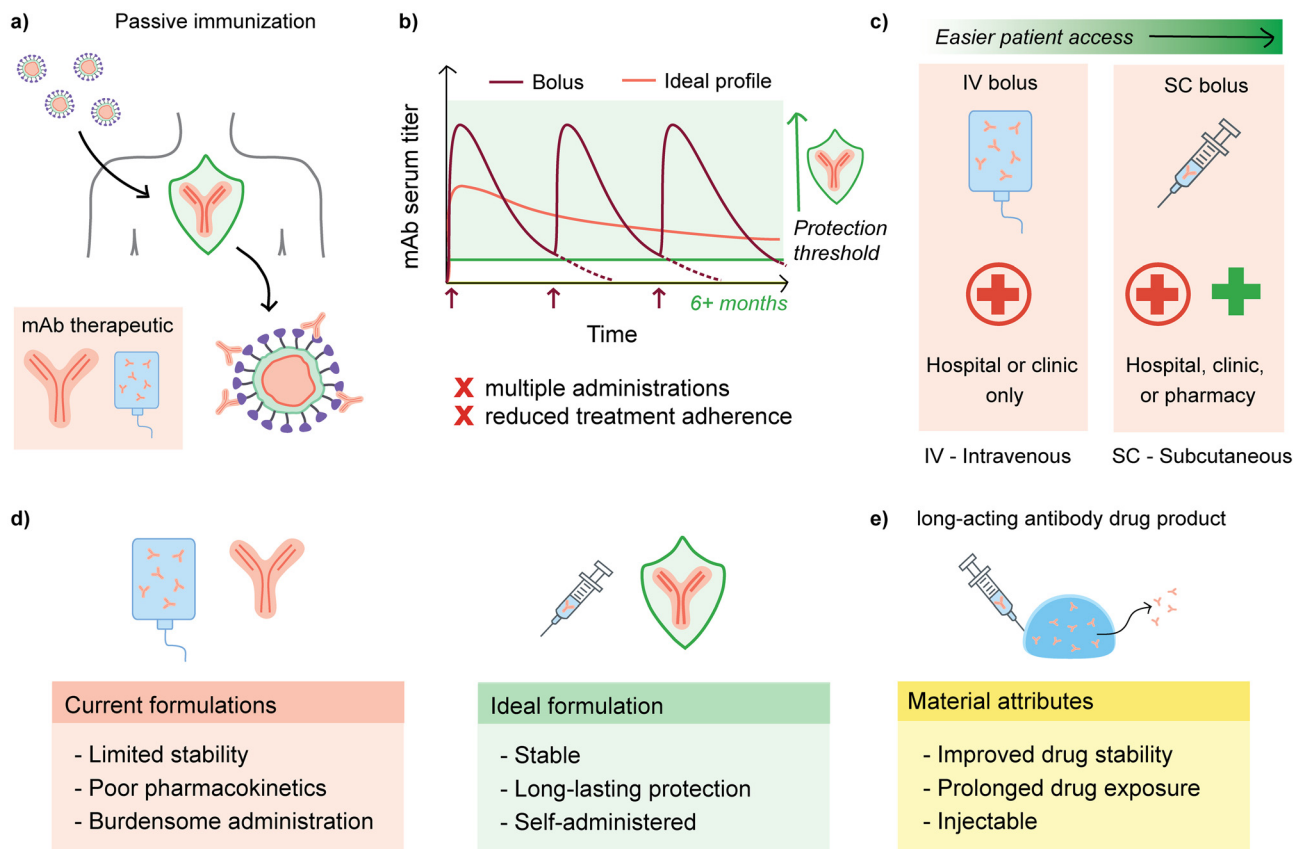 a)
Passive immunization
mAb therapeutic
b)
Bolus
Ideal profile
mAb serum titer
Protection
threshold
6+ months
Time
X multiple administrations
X reduced treatment adherence
c)
Easier patient access
IV bolus
Hospital or clinic
only
IV - Intravenous
SC bolus
Hospital, clinic,
or pharmacy
SC - Subcutaneous
d)
Current formulations
- Limited stability
- Poor pharmacokinetics
- Burdensome administration
Ideal formulation
- Stable
- Long-lasting protection
- Self-administered
e)
long-acting antibody drug product
Material attributes
- Improved drug stability
- Prolonged drug exposure
- Injectable